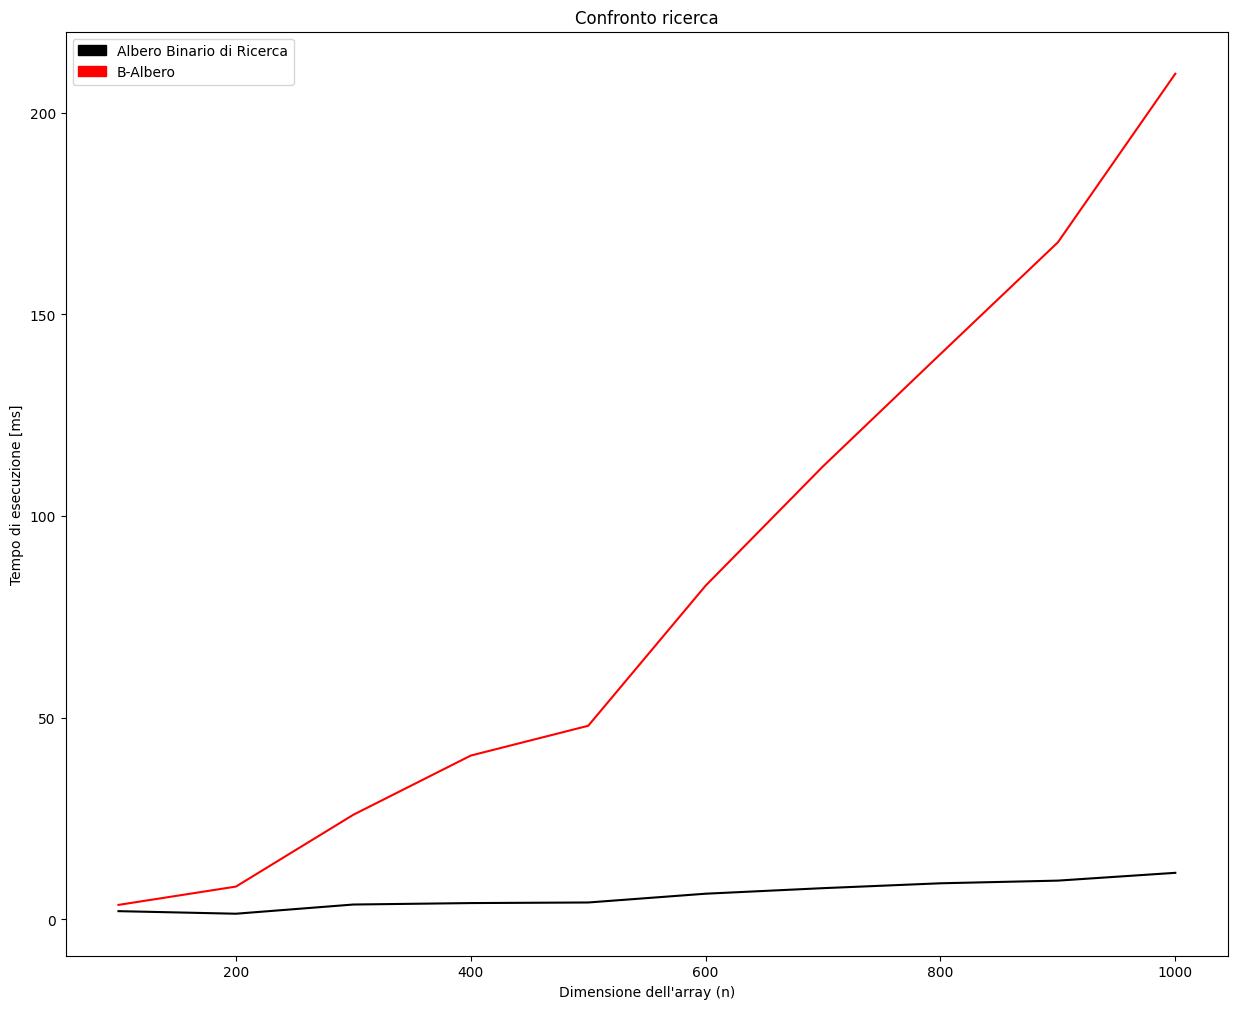 Confronto ricerca
Albero Binario di Ricerca
B-Albero
200
150
100
50
0
Tempo di esecuzione [ms]
200
400
600
800
1000
Dimensione dell'array (n)